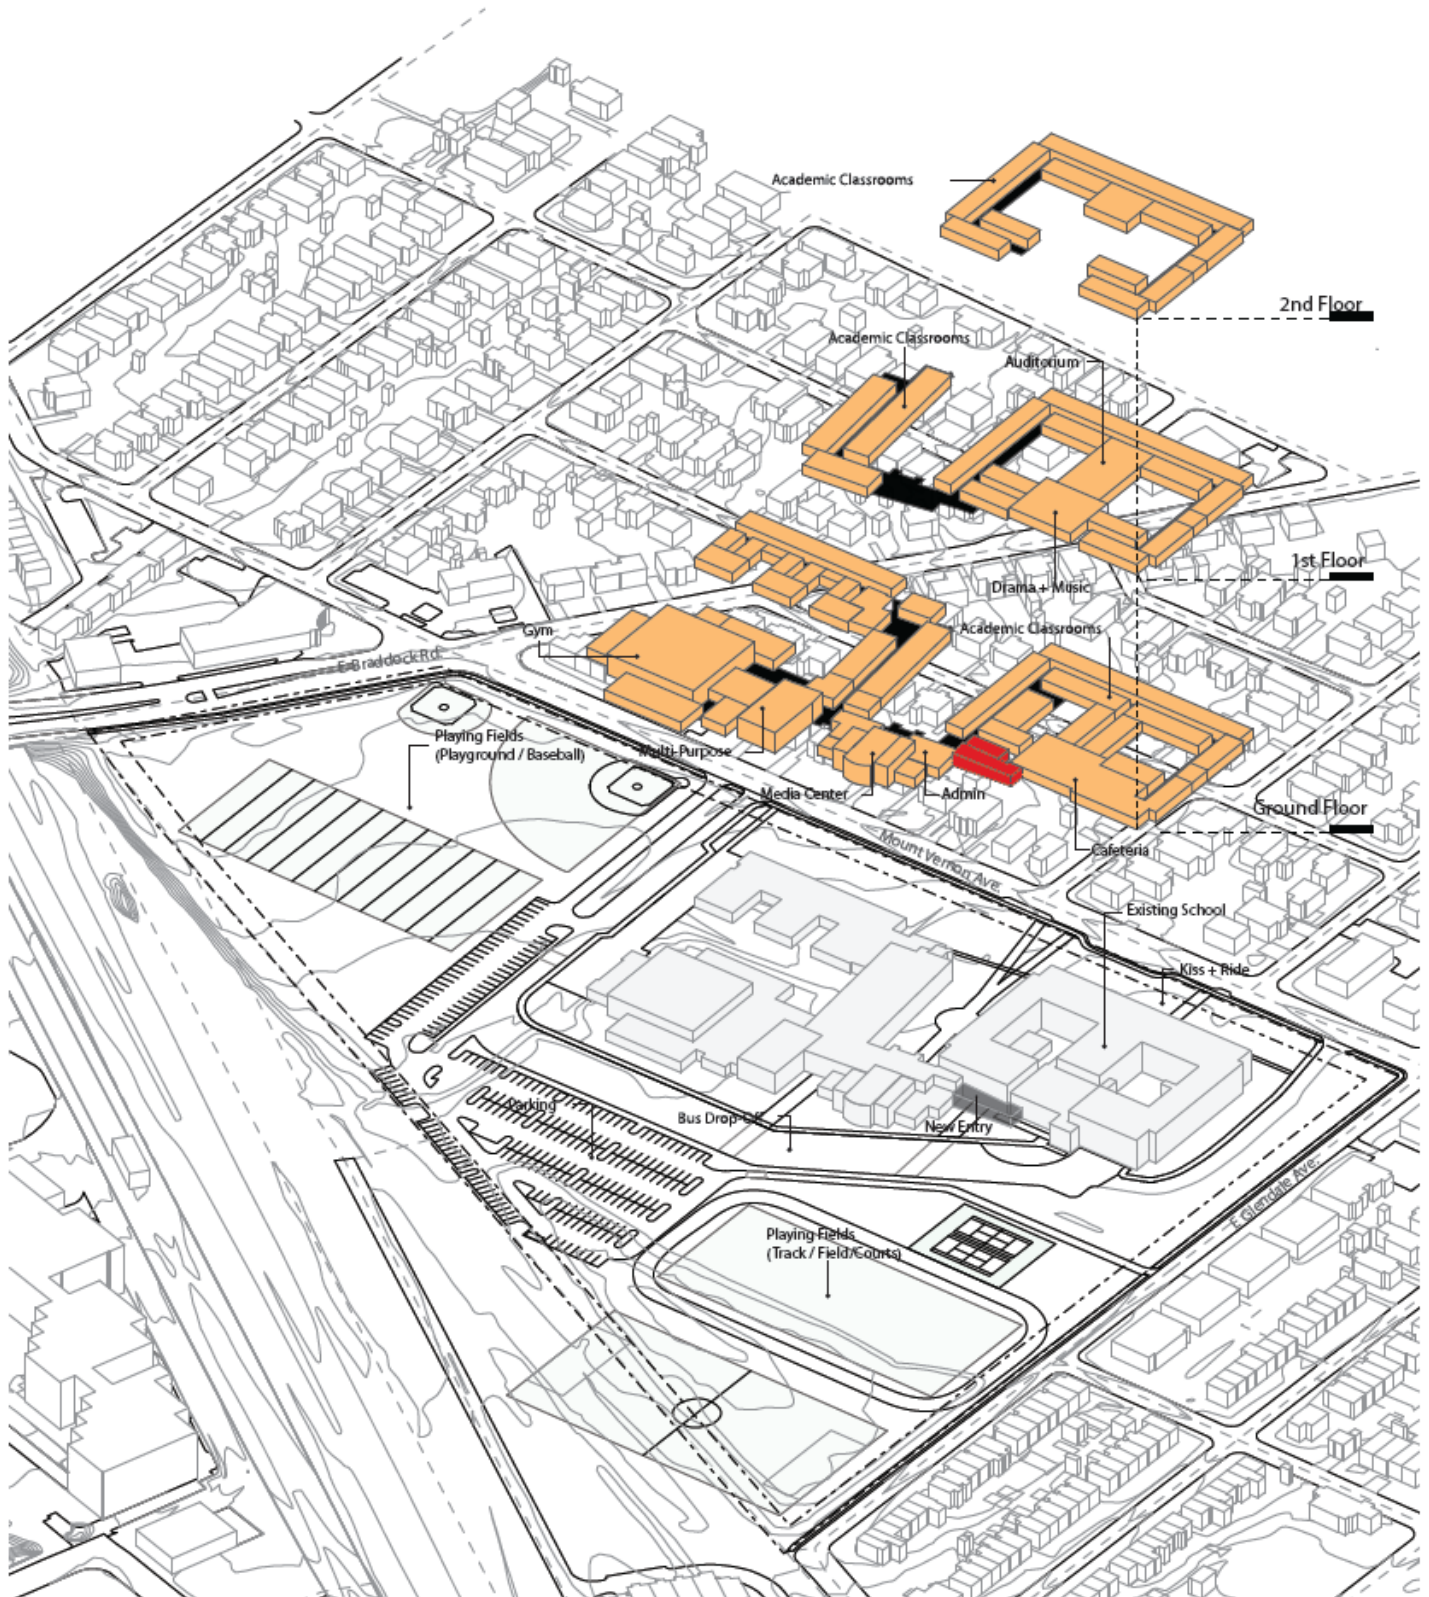 Academic Classrooms
2nd Floor
Academic Classrooms
Auditorium
1st Floor
Drama + Music
Gym
Academic Classrooms
E Braddock Rd.
Playing Fields
(Playground / Baseball)
Multi-Purpose
Media Center
Admin
Ground Floor
Mount Vernon Ave.
Cafeteria
Existing School
Kiss + Ride
Parking
Bus Drop-Off
New Entry
E Glendale Ave.
Playing Fields
(Track / Field/Courts)